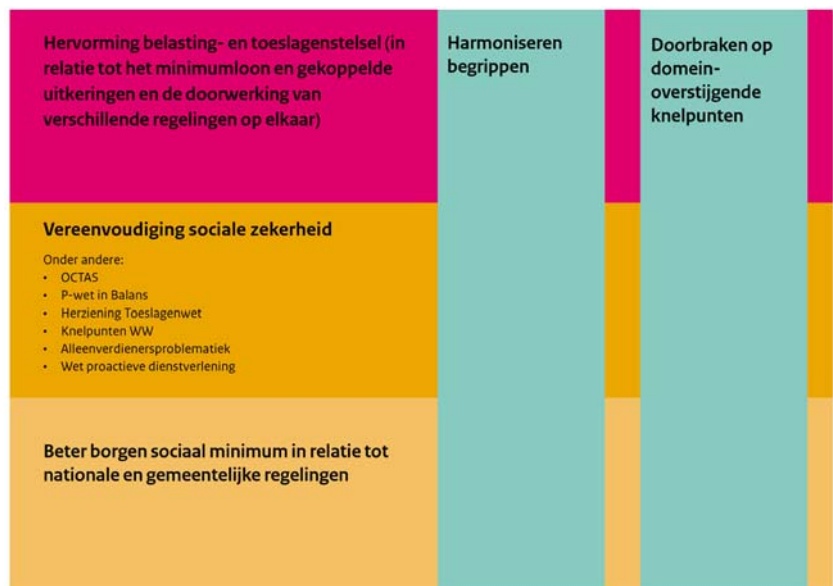 Hervorming belasting- en toeslagenstelsel (in
relatie tot het minimumloon en gekoppelde
uitkeringen en de doorwerking van
verschillende regelingen op elkaar)
Harmoniseren
begrippen
Doorbraken op
domein-
overstijgende
knelpunten
Vereenvoudiging sociale zekerheid
Onder andere:
• OCTAS
• P-wet in Balans
• Herziening Toeslagenwet
• Knelpunten WW
• Alleenverdienersproblematiek
• Wet proactieve dienstverlening
Beter borgen sociaal minimum in relatie tot
nationale en gemeentelijke regelingen